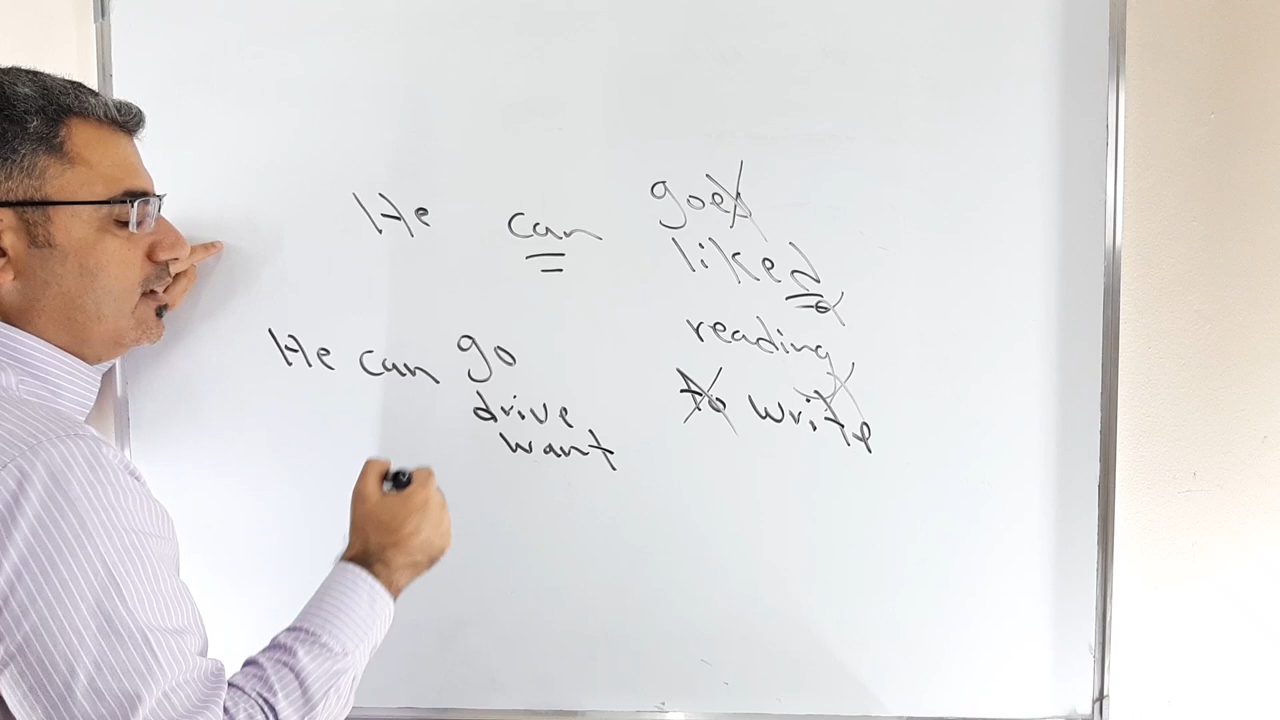 He can goes
liked
reading
to write
He can go
drive
want